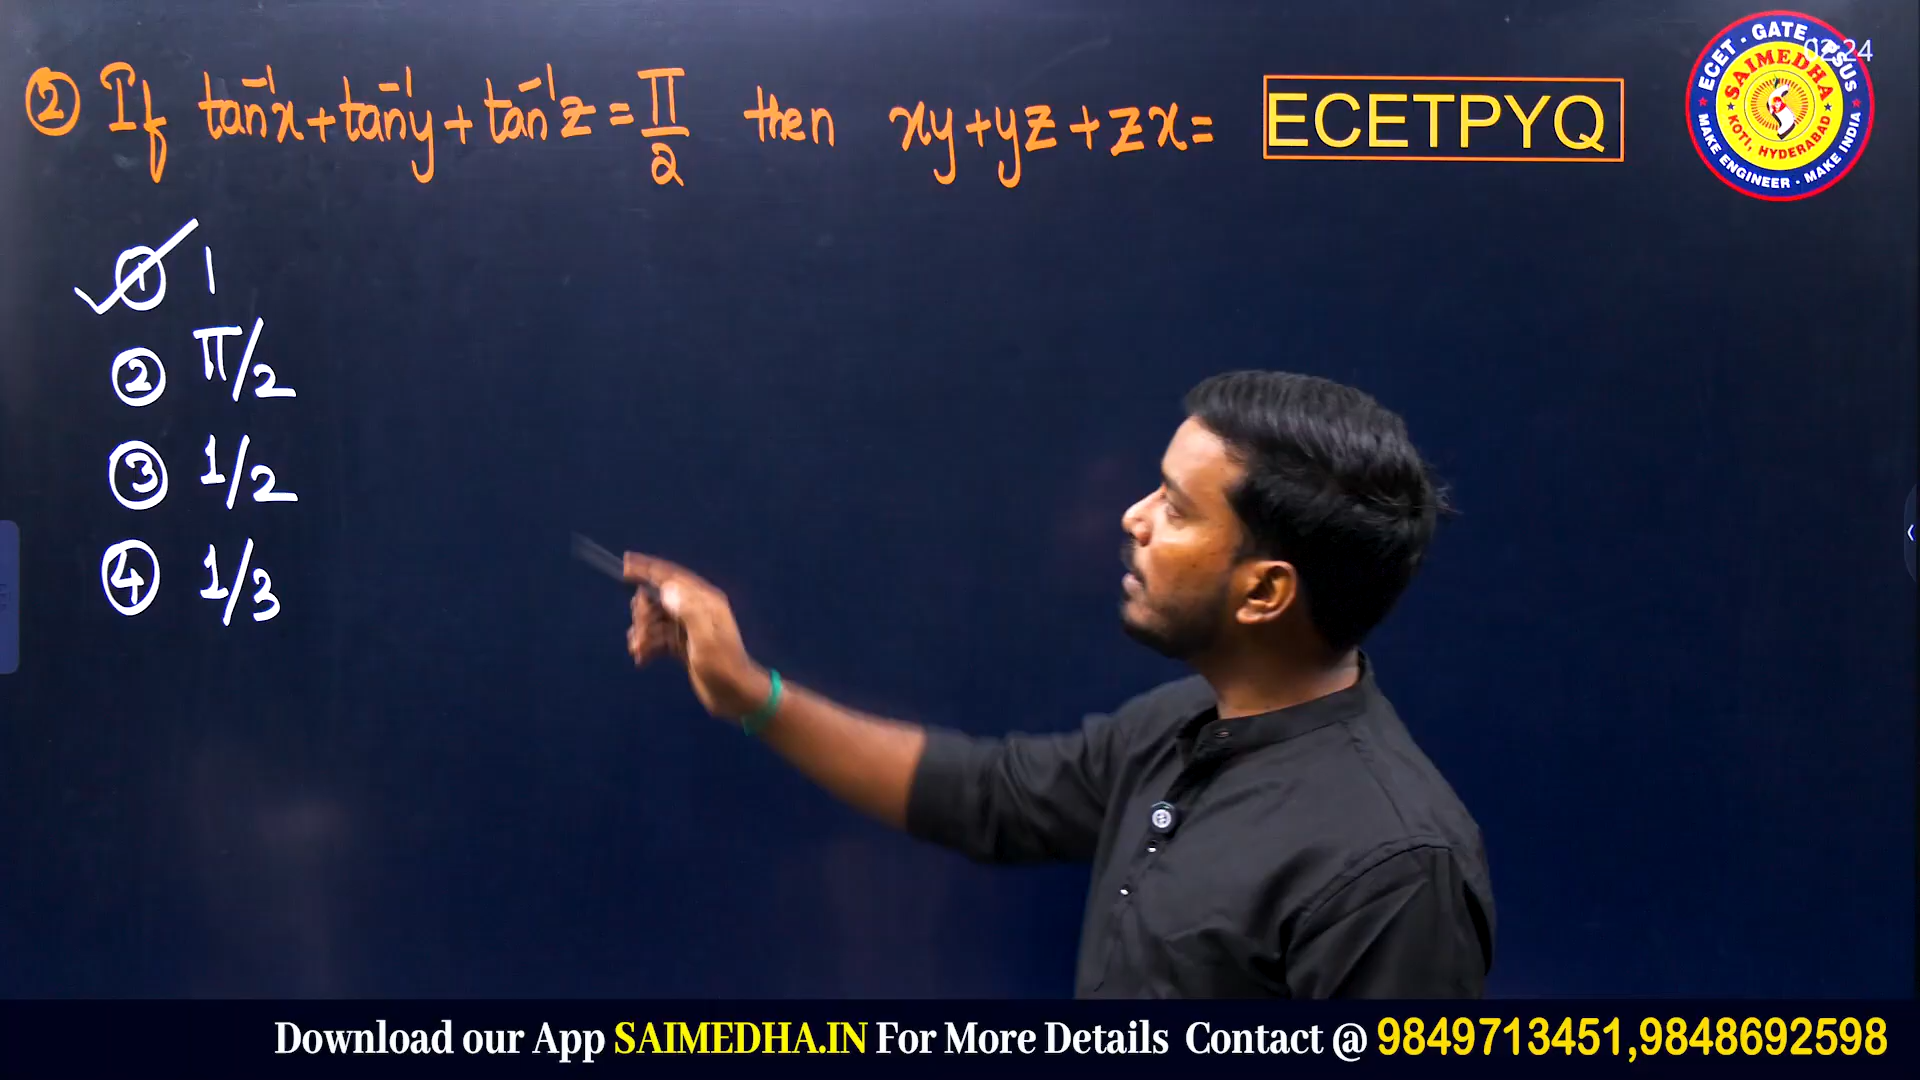 ② If tan⁻¹x + tan⁻¹y + tan⁻¹z = π/2 then xy + yz + zx =
ECETPYQ
ECET - GATE - PSUS
SAIMEDHA
KOTI, HYDERABAD
MAKE ENGINEER - MAKE INDIA
02:24
① 1
② π/2
③ 1/2
④ 1/3
Download our App SAIMEDHA.IN For More Details Contact @ 9849713451,9848692598